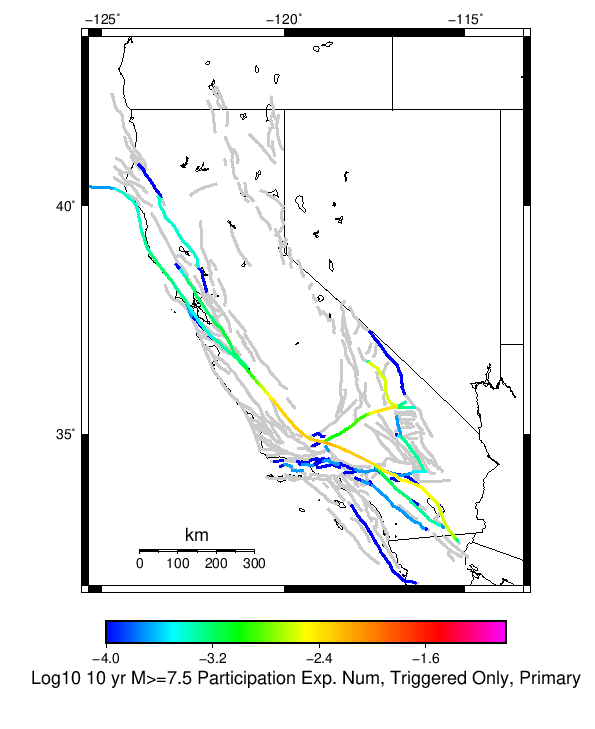 −125˚ −120˚ −115˚
40˚
35˚
km
0 100 200 300
−4.0 −3.2 −2.4 −1.6
Log10 10 yr M>=7.5 Participation Exp. Num, Triggered Only, Primary